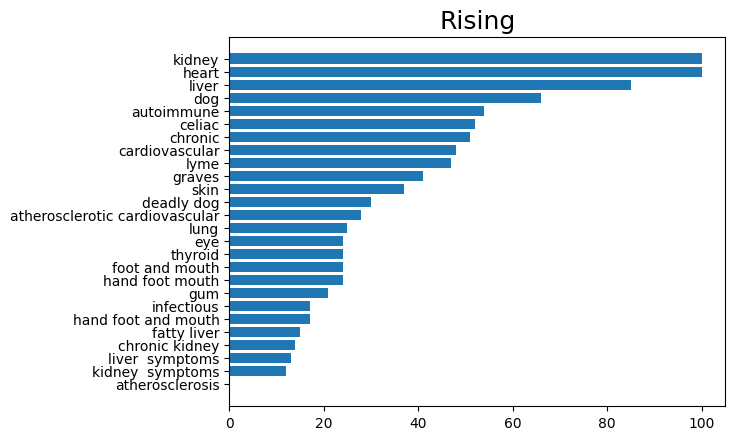 Rising
kidney
heart
liver
dog
autoimmune
celiac
chronic
cardiovascular
lyme
graves
skin
deadly dog
atherosclerotic cardiovascular
lung
eye
thyroid
foot and mouth
hand foot mouth
gum
infectious
hand foot and mouth
fatty liver
chronic kidney
liver  symptoms
kidney  symptoms
atherosclerosis
0 20 40 60 80 100